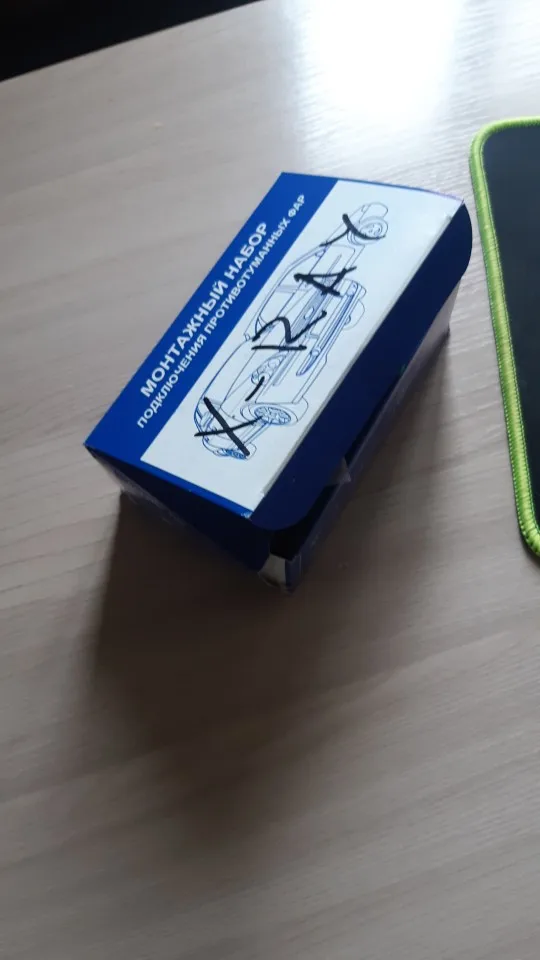 МОНТАЖНЫЙ НАБОР
ПОДКЛЮЧЕНИЯ ПРОТИВОТУМАННЫХ ФАР
X-RAY